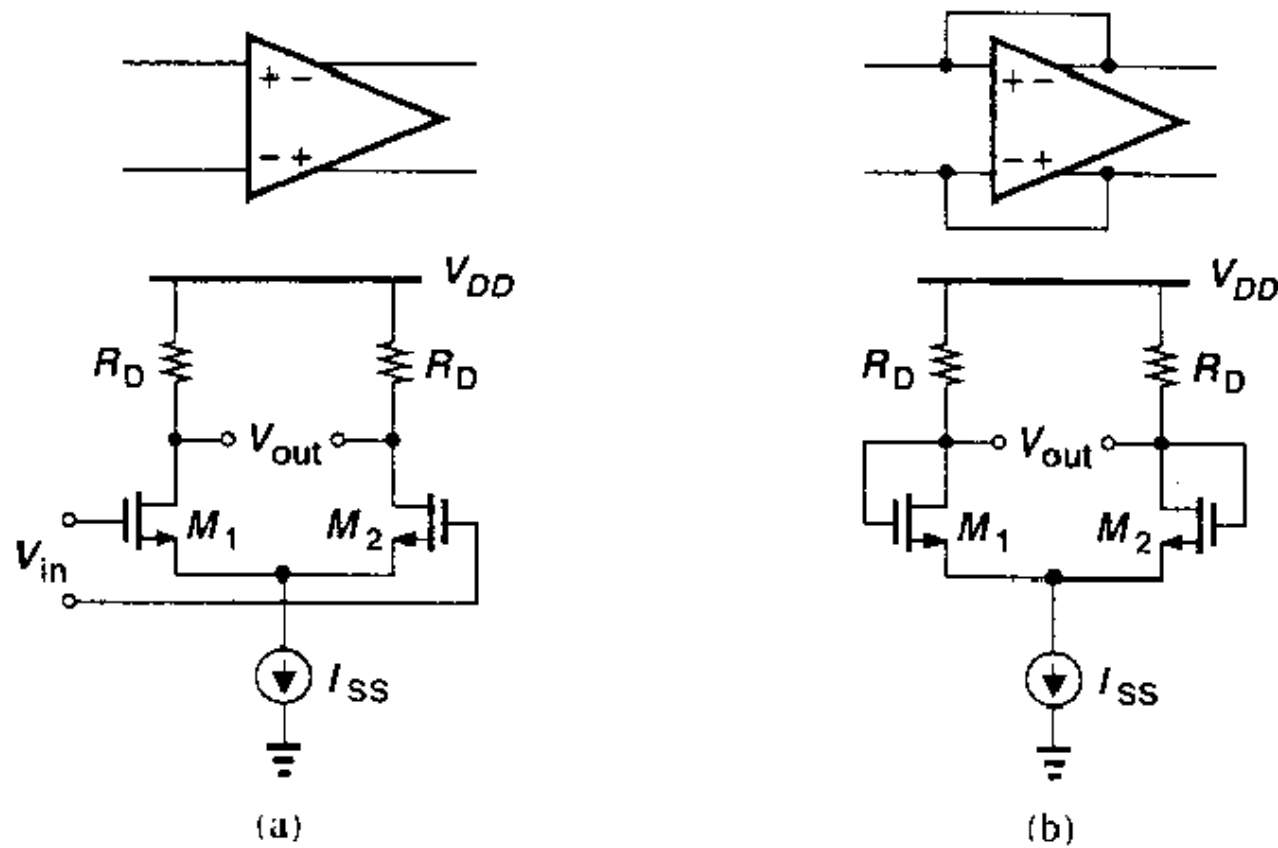 + −
− +
+ −
− +
V_DD
R_D
R_D
V_out
M_1
M_2
V_in
I_SS
(a)
V_DD
R_D
R_D
V_out
M_1
M_2
I_SS
(b)